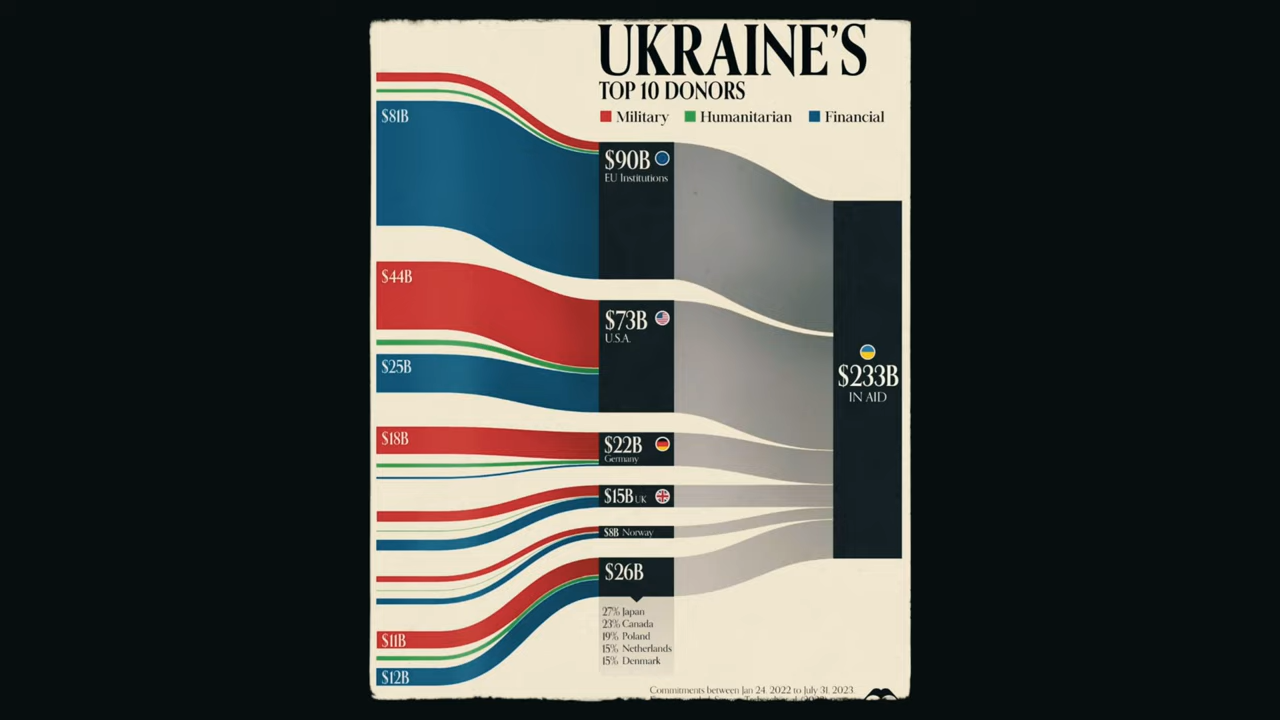 UKRAINE'S
TOP 10 DONORS
Military Humanitarian Financial
$81B
$90B
EU Institutions
$44B
$73B
U.S.A.
$25B
$233B
IN AID
$18B
$22B
Germany
$15B UK
$8B Norway
$26B
27% Japan
23% Canada
19% Poland
15% Netherlands
15% Denmark
$11B
$12B
Commitments between Jan 24, 2022 to July 31, 2023.